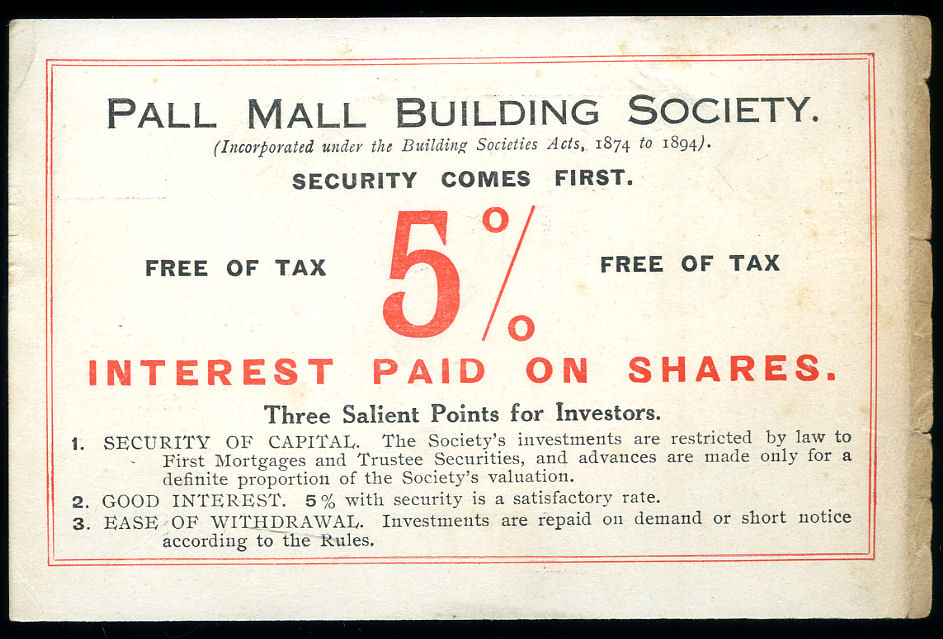 PALL MALL BUILDING SOCIETY.
(Incorporated under the Building Societies Acts, 1874 to 1894).
SECURITY COMES FIRST.
FREE OF TAX 5% FREE OF TAX
INTEREST PAID ON SHARES.
Three Salient Points for Investors.
1. SECURITY OF CAPITAL. The Society's investments are restricted by law to
First Mortgages and Trustee Securities, and advances are made only for a
definite proportion of the Society's valuation.
2. GOOD INTEREST. 5% with security is a satisfactory rate.
3. EASE OF WITHDRAWAL. Investments are repaid on demand or short notice
according to the Rules.